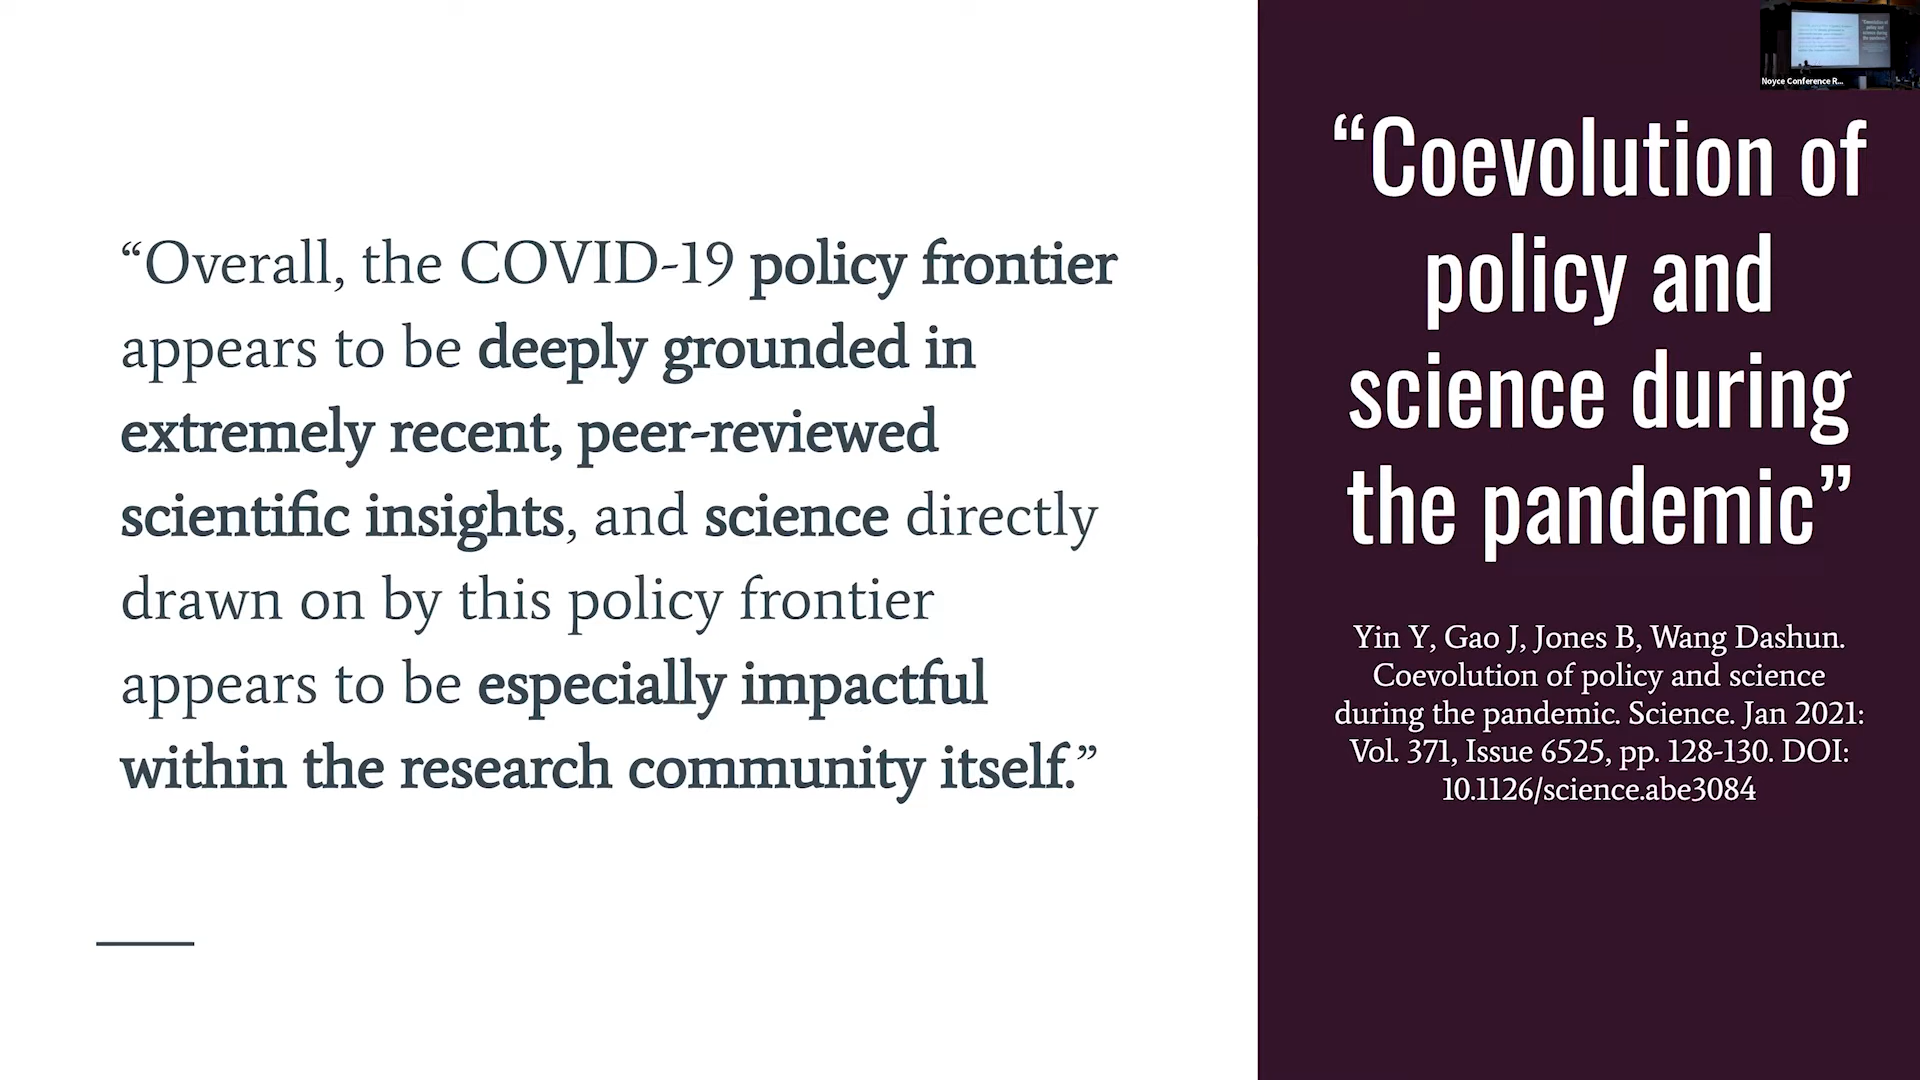 “Overall, the COVID-19 policy frontier
appears to be deeply grounded in
extremely recent, peer-reviewed
scientific insights, and science directly
drawn on by this policy frontier
appears to be especially impactful
within the research community itself.”
Noyce Conference R...
“Coevolution of
policy and
science during
the pandemic”
Yin Y, Gao J, Jones B, Wang Dashun.
Coevolution of policy and science
during the pandemic. Science. Jan 2021:
Vol. 371, Issue 6525, pp. 128-130. DOI:
10.1126/science.abe3084